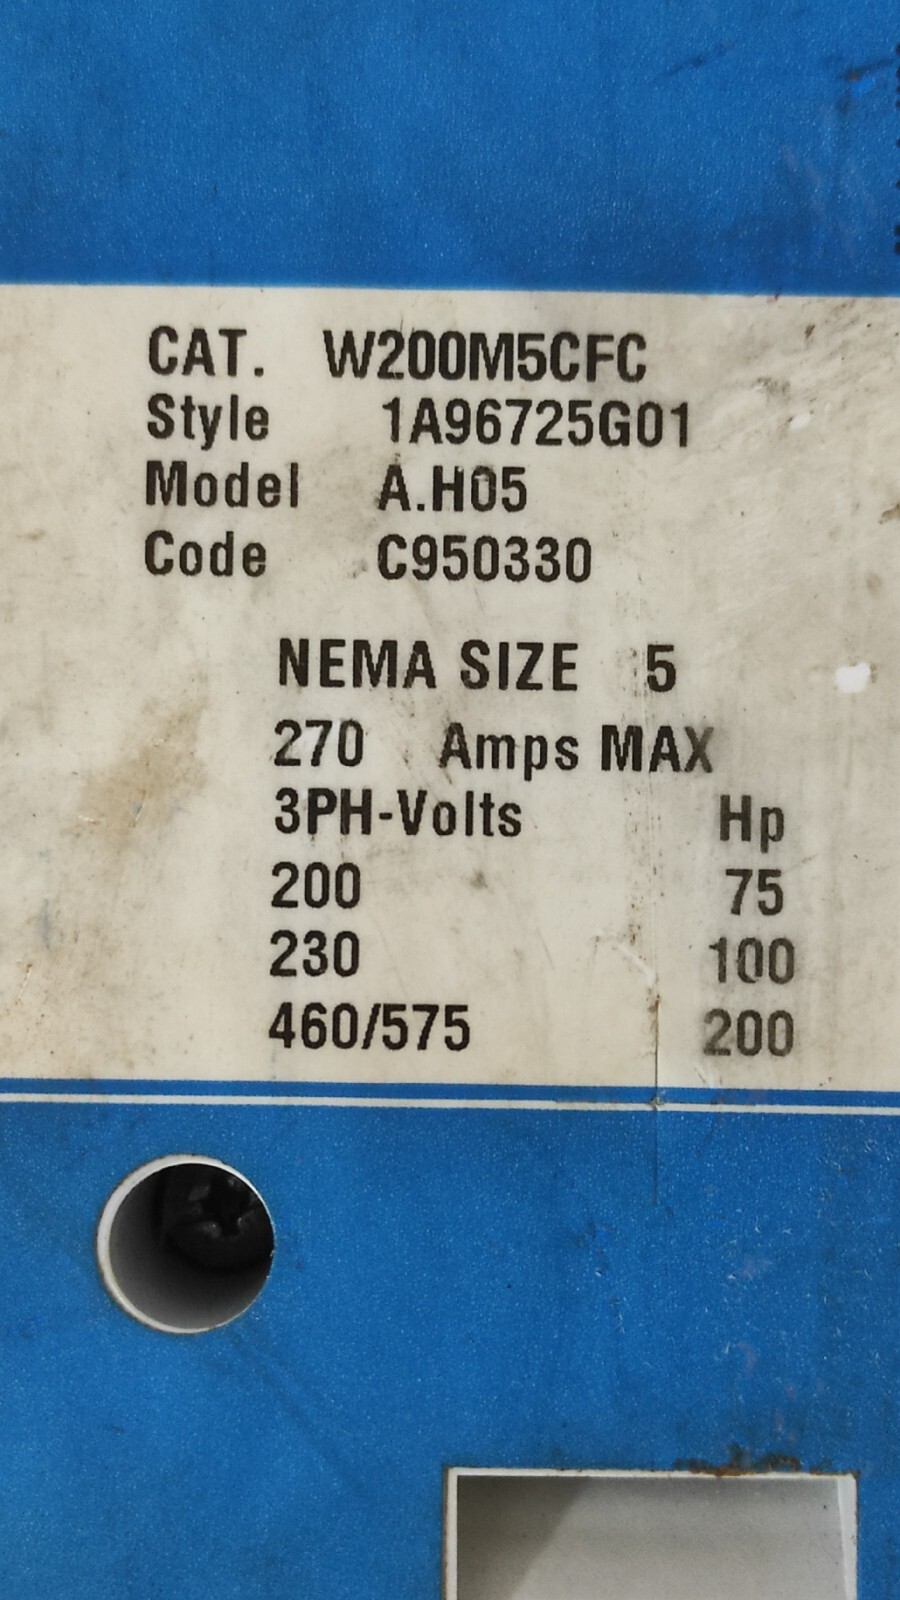 CAT. W200M5CFC
Style 1A96725G01
Model A.H05
Code C950330
NEMA SIZE 5
270 Amps MAX
3PH-Volts Hp
200 75
230 100
460/575 200